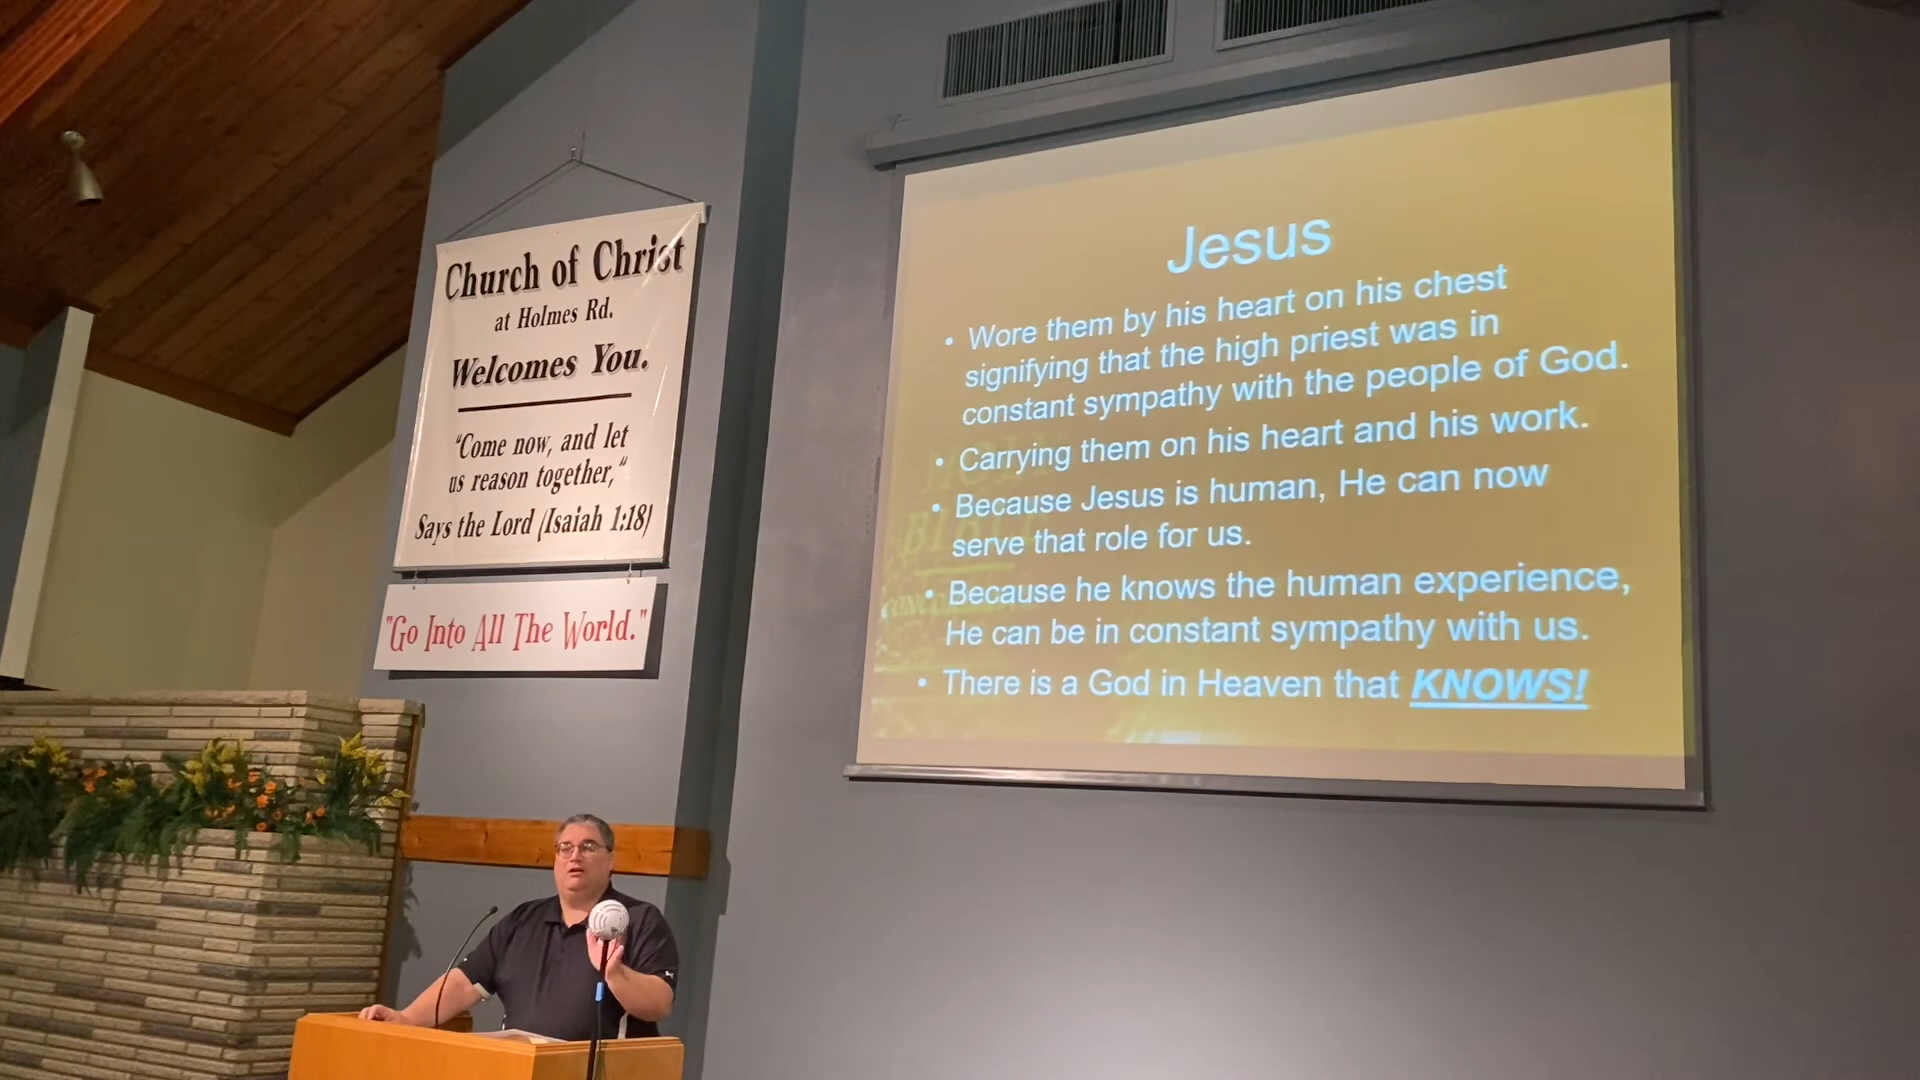 Church of Christ
at Holmes Rd.
Welcomes You.
"Come now, and let
us reason together,"
Says the Lord (Isaiah 1:18)
"Go Into All The World."
Jesus
• Wore them by his heart on his chest
signifying that the high priest was in
constant sympathy with the people of God.
• Carrying them on his heart and his work.
• Because Jesus is human, He can now
serve that role for us.
• Because he knows the human experience,
He can be in constant sympathy with us.
• There is a God in Heaven that KNOWS!
HOLY
BIBLE